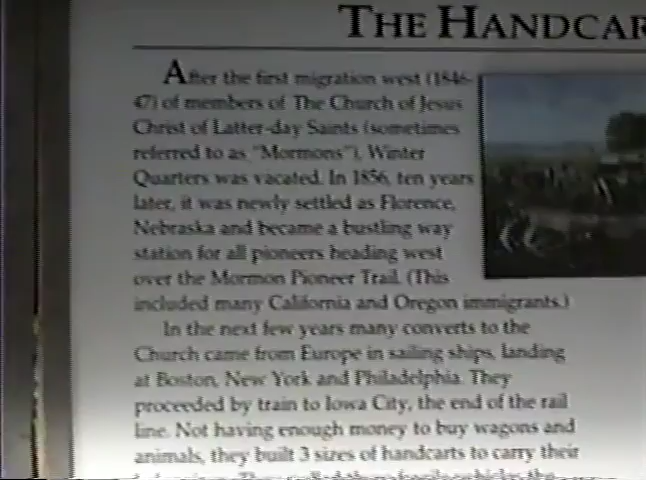 THE HANDCAR
After the first migration west (1846-
47) of members of The Church of Jesus
Christ of Latter-day Saints (sometimes
referred to as "Mormons"), Winter
Quarters was vacated. In 1856, ten years
later, it was newly settled as Florence,
Nebraska and became a bustling way
station for all pioneers heading west
over the Mormon Pioneer Trail. (This
included many California and Oregon immigrants.)
In the next few years many converts to the
Church came from Europe in sailing ships, landing
at Boston, New York and Philadelphia. They
proceeded by train to Iowa City, the end of the rail
line. Not having enough money to buy wagons and
animals, they built 3 sizes of handcarts to carry their